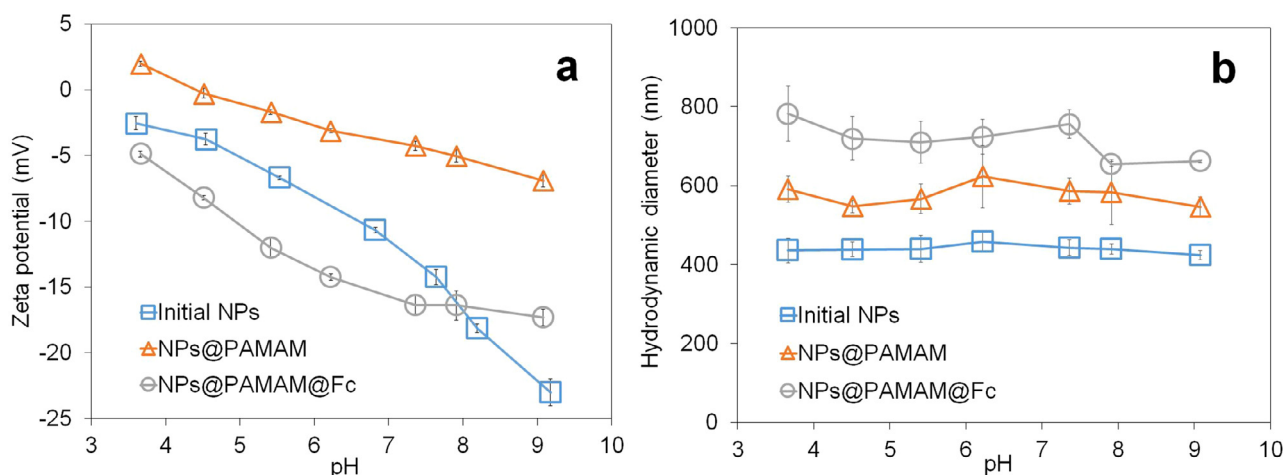 a
Zeta potential (mV)
5
0
-5
-10
-15
-20
-25
3 4 5 6 7 8 9 10
pH
Initial NPs
NPs@PAMAM
NPs@PAMAM@Fc
b
Hydrodynamic diameter (nm)
1000
800
600
400
200
0
3 4 5 6 7 8 9 10
pH
Initial NPs
NPs@PAMAM
NPs@PAMAM@Fc